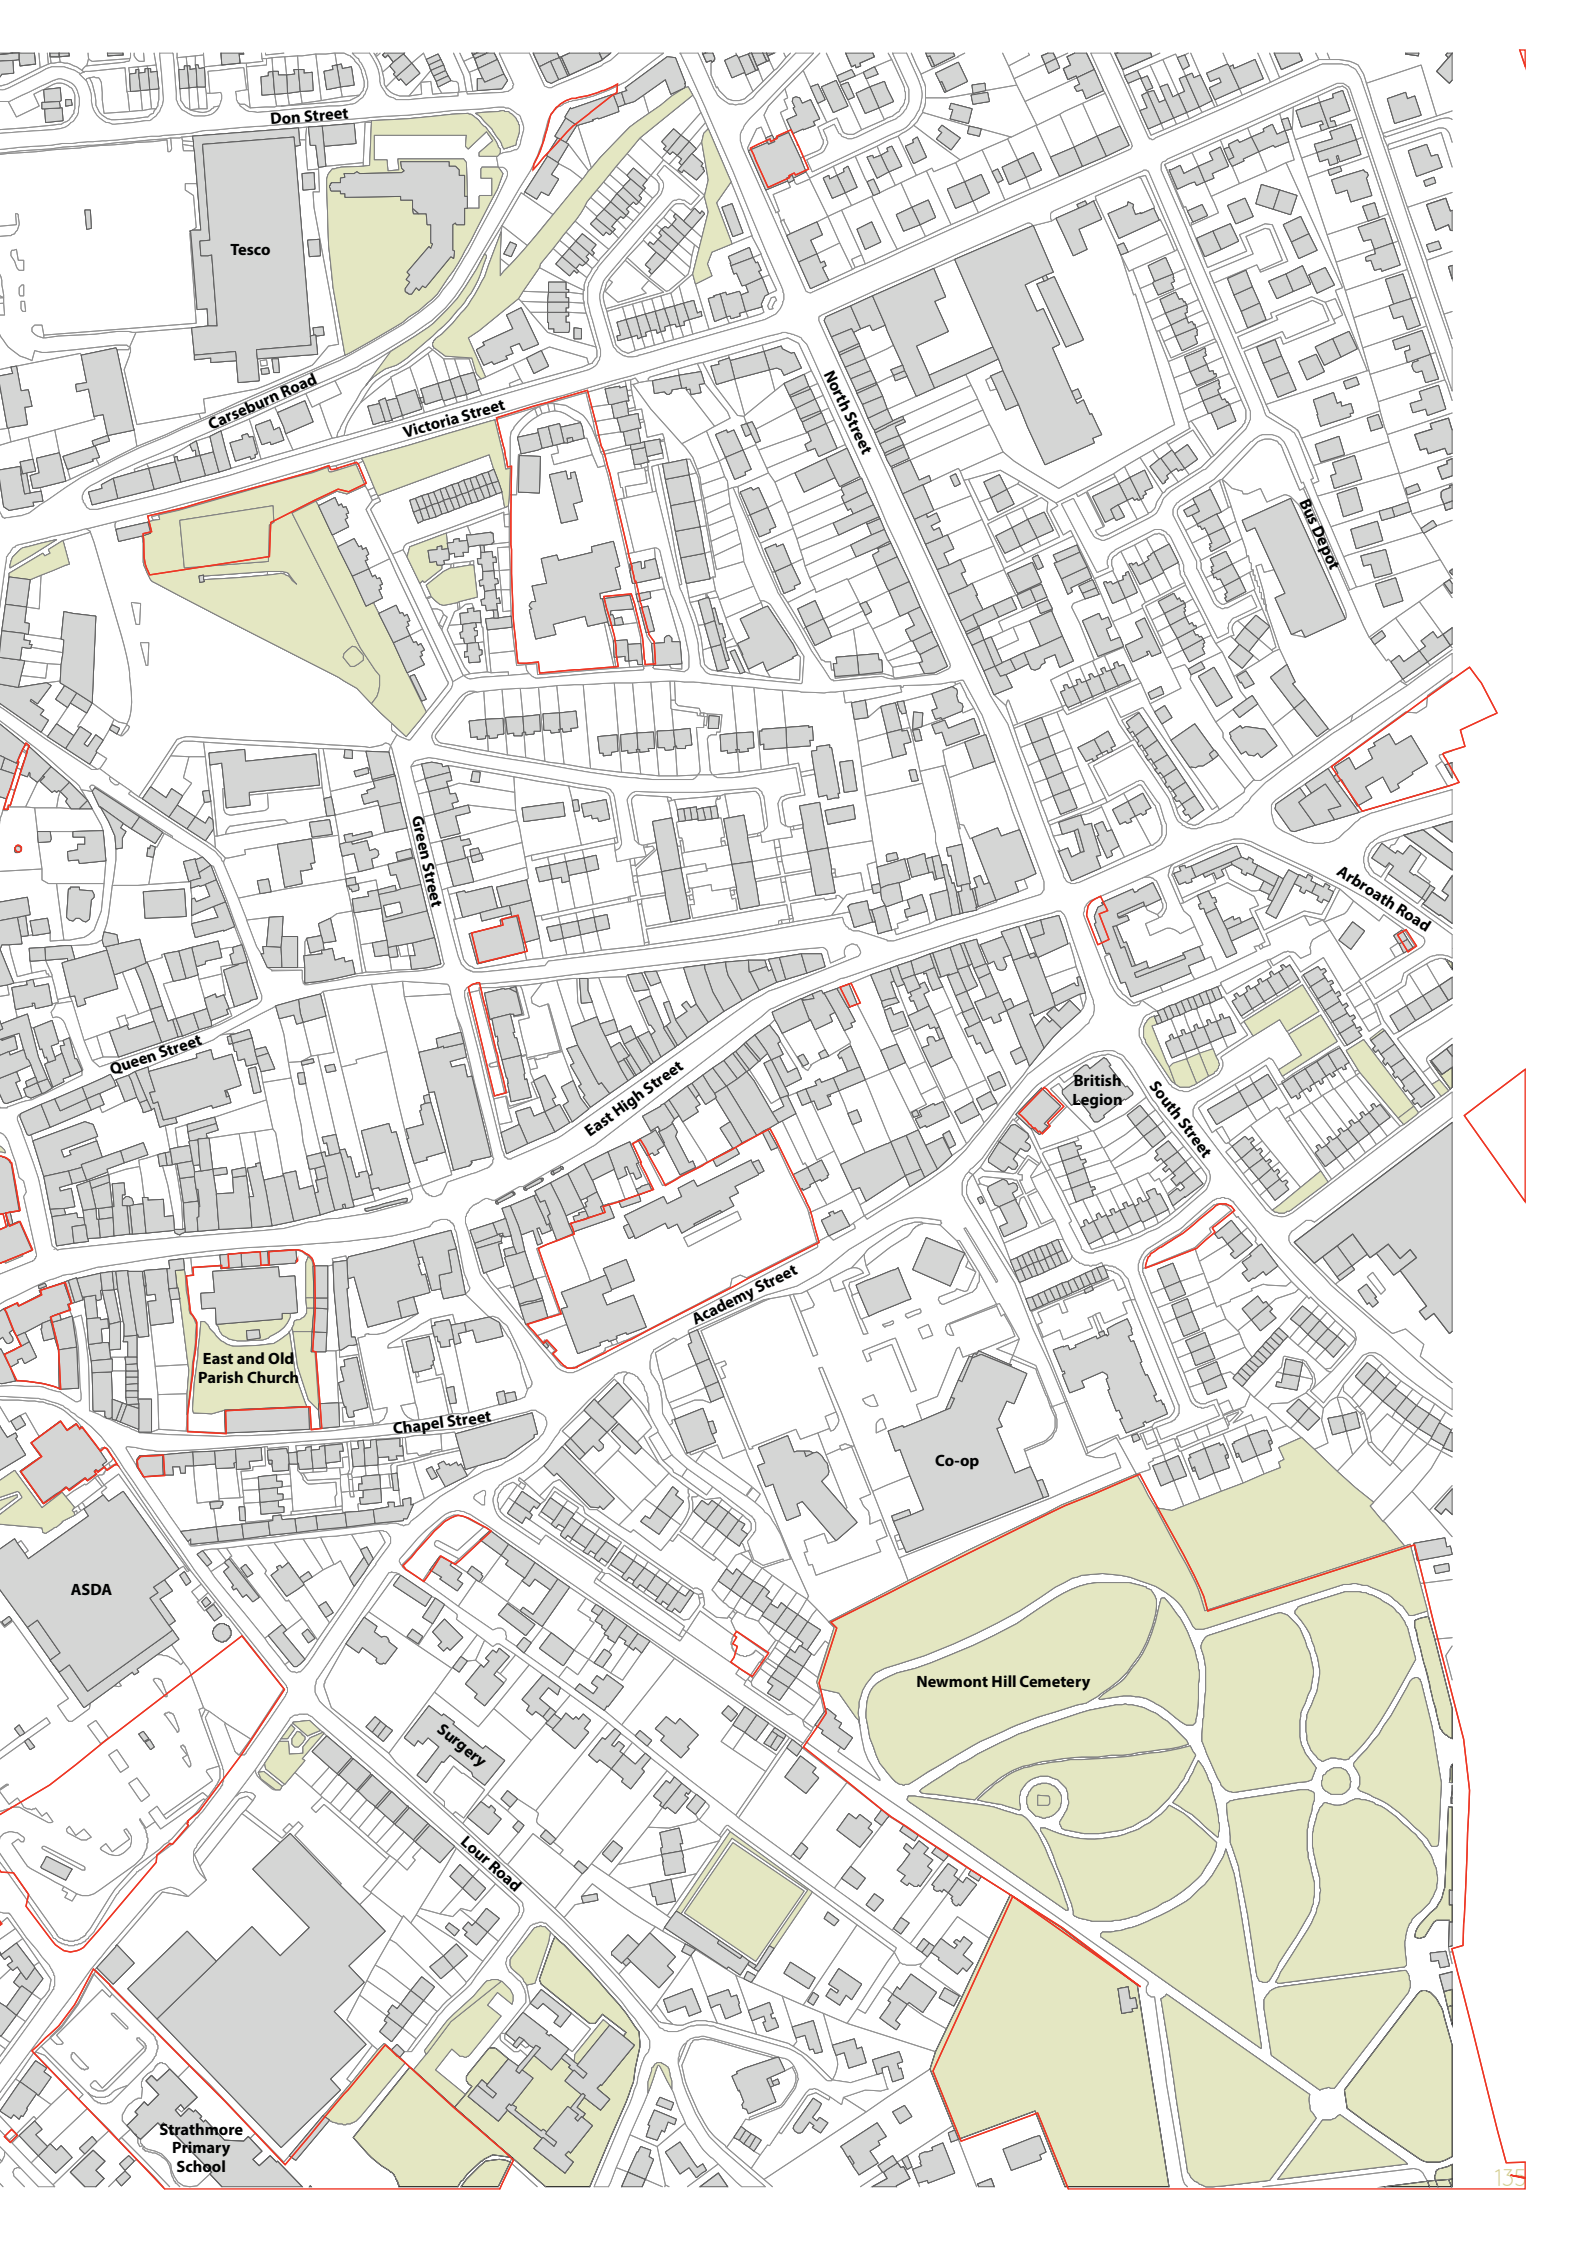 Don Street
Tesco
Carseburn Road
Victoria Street
North Street
Bus Depot
Green Street
Arbroath Road
Queen Street
East High Street
British
Legion
South Street
Academy Street
East and Old
Parish Church
Chapel Street
Co-op
ASDA
Newmont Hill Cemetery
Surgery
Lour Road
Strathmore
Primary
School
135